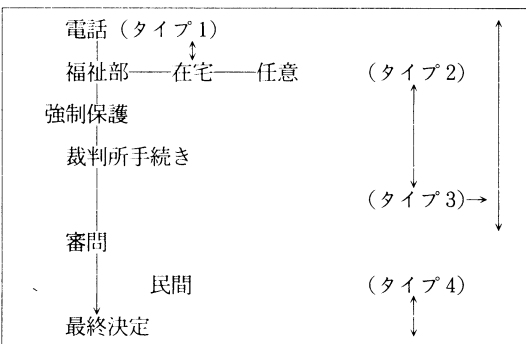 電話（タイプ1）
福祉部――在宅――任意　（タイプ2）
強制保護
裁判所手続き
（タイプ3）→
審問
民間　（タイプ4）
最終決定